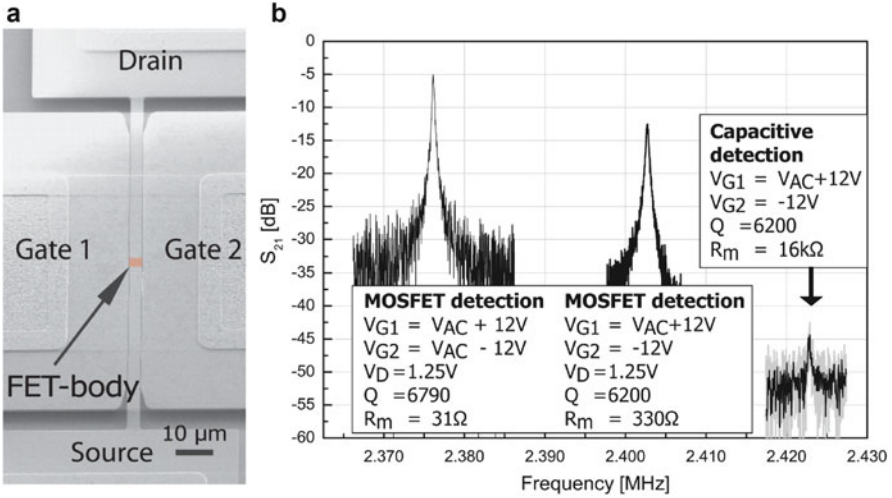 a
Drain
Gate 1
Gate 2
FET-body
Source
10 µm
b
0
-5
-10
-15
-20
-25
-30
-35
-40
-45
-50
-55
-60
S21 [dB]
Capacitive
detection
VG1 = VAC+12V
VG2 = -12V
Q =6200
Rm = 16kΩ
MOSFET detection
VG1 = VAC + 12V
VG2 = VAC - 12V
VD =1.25V
Q =6790
Rm = 31Ω
MOSFET detection
VG1 = VAC+12V
VG2 = -12V
VD =1.25V
Q =6200
Rm = 330Ω
2.370 2.380 2.390 2.400 2.410 2.420 2.430
Frequency [MHz]